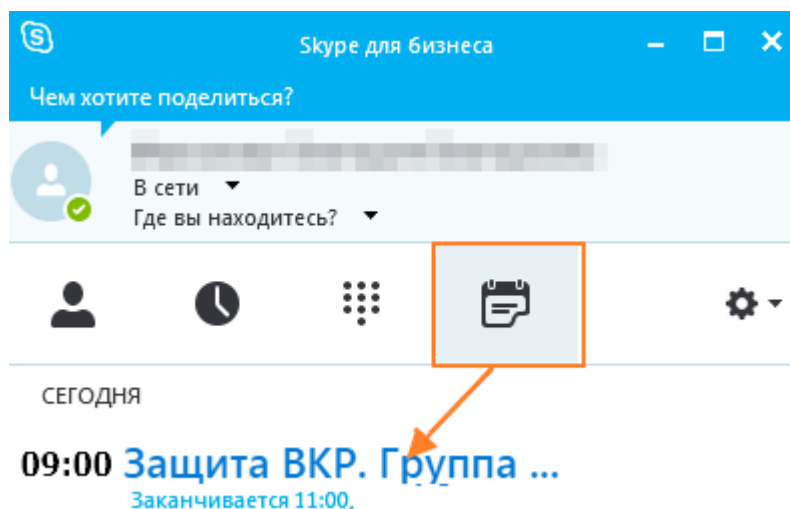 Skype для бизнеса
Чем хотите поделиться?
В сети
Где вы находитесь?
СЕГОДНЯ
09:00 Защита ВКР. Группа ...
Заканчивается 11:00,